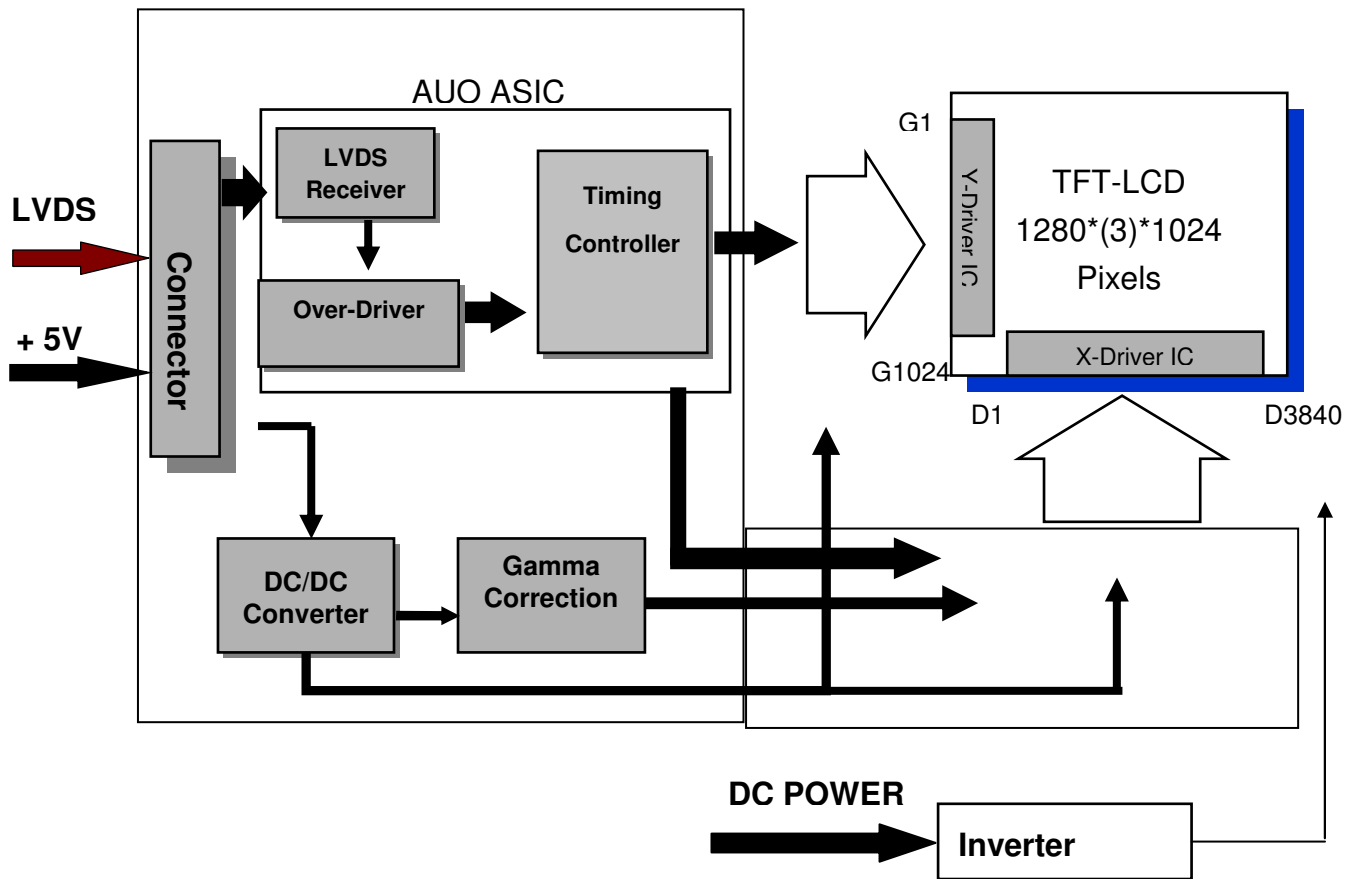 AUO ASIC
LVDS
+ 5V
Connector
LVDS
Receiver
Over-Driver
Timing
Controller
DC/DC
Converter
Gamma
Correction
G1
G1024
Y-Driver IC
TFT-LCD
1280*(3)*1024
Pixels
X-Driver IC
D1
D3840
DC POWER
Inverter